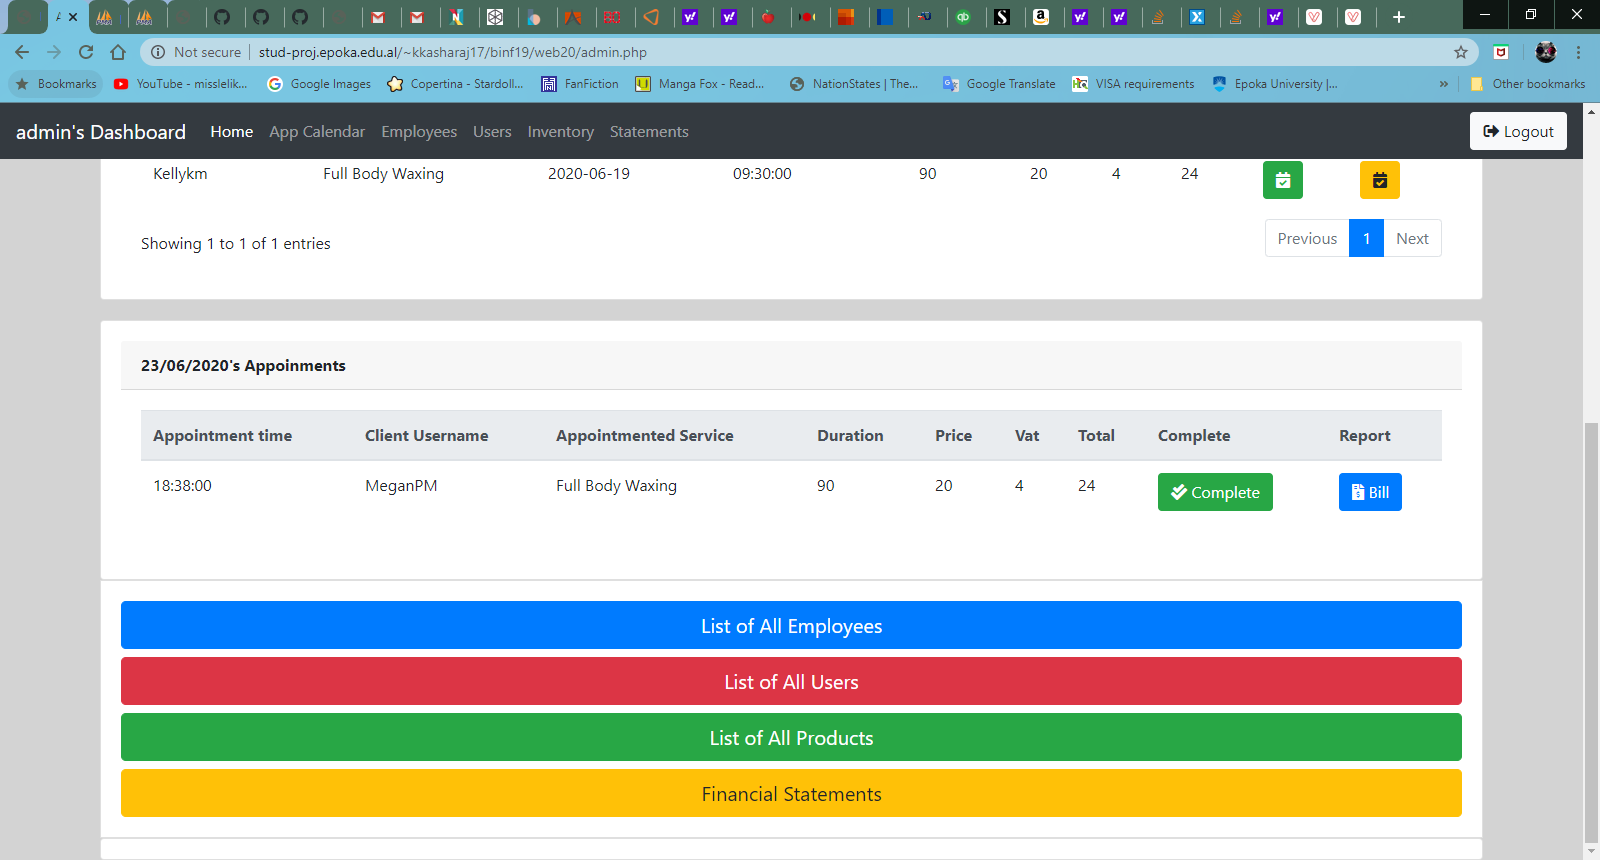 Not secure | stud-proj.epoka.edu.al/~kkasharaj17/binf19/web20/admin.php
Bookmarks YouTube - misslelik... Google Images Copertina - Stardoll... FanFiction Manga Fox - Read... NationStates | The... Google Translate VISA requirements Epoka University |... » Other bookmarks
admin's Dashboard Home App Calendar Employees Users Inventory Statements Logout
Kellykm Full Body Waxing 2020-06-19 09:30:00 90 20 4 24
Showing 1 to 1 of 1 entries Previous 1 Next
23/06/2020's Appoinments
Appointment time Client Username Appointmented Service Duration Price Vat Total Complete Report
18:38:00 MeganPM Full Body Waxing 90 20 4 24 Complete Bill
List of All Employees
List of All Users
List of All Products
Financial Statements